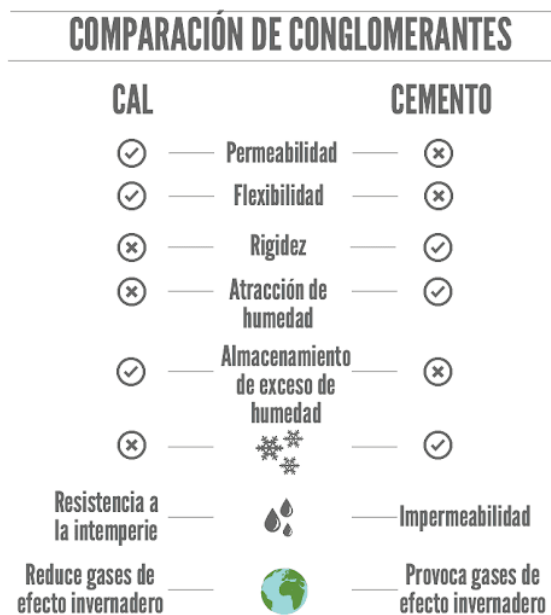 COMPARACIÓN DE CONGLOMERANTES
CAL
CEMENTO
Permeabilidad
Flexibilidad
Rigidez
Atracción de
humedad
Almacenamiento
de exceso de
humedad
Resistencia a
la intemperie
Impermeabilidad
Reduce gases de
efecto invernadero
Provoca gases de
efecto invernadero